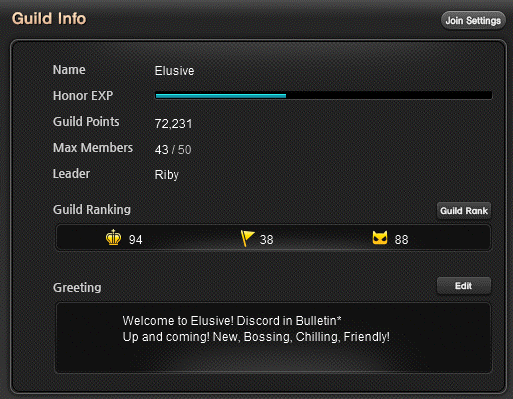 Guild Info
Join Settings
Name Elusive
Honor EXP
Guild Points 72,231
Max Members 43 / 50
Leader Riby
Guild Ranking
Guild Rank
94 38 88
Greeting
Edit
Welcome to Elusive! Discord in Bulletin*
Up and coming! New, Bossing, Chilling, Friendly!